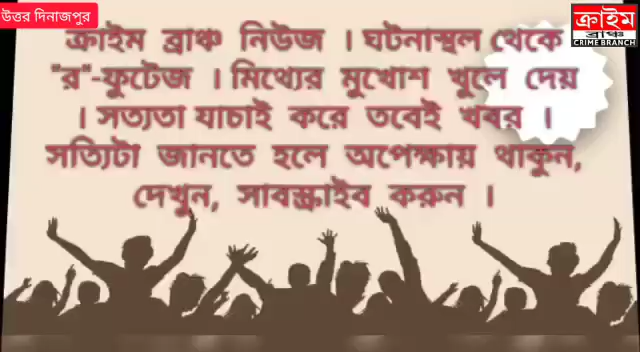 উত্তর দিনাজপুর
ক্রাইম
ব্রাঞ্চ
CRIME BRANCH
ক্রাইম ব্রাঞ্চ নিউজ । ঘটনাস্থল থেকে
"র"-ফুটেজ । মিথ্যের মুখোশ খুলে দেয়
। সত্যতা যাচাই করে তবেই খবর ।
সত্যিটা জানতে হলে অপেক্ষায় থাকুন,
দেখুন, সাবস্ক্রাইব করুন ।